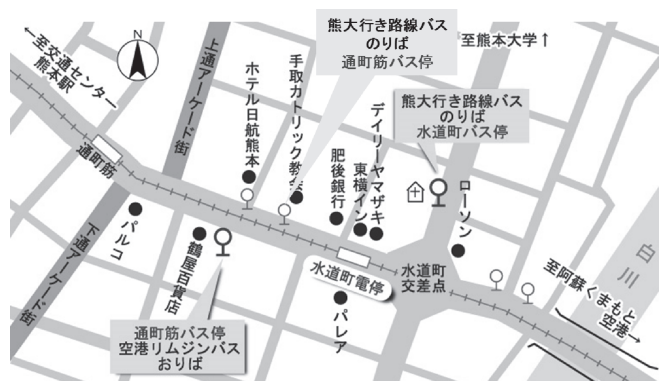 ←至交通センター
熊本駅
N
上通アーケード街
ホテル日航熊本
手取カトリック教会
熊大行き路線バス
のりば
通町筋バス停
至熊本大学↑
熊大行き路線バス
のりば
水道町バス停
デイリーヤマザキ
東横イン
肥後銀行
ローソン
通町筋
パルコ
鶴屋百貨店
下通アーケード街
水道町電停
水道町
交差点
パレア
白川
至阿蘇くまもと
空港→
通町筋バス停
空港リムジンバス
おりば